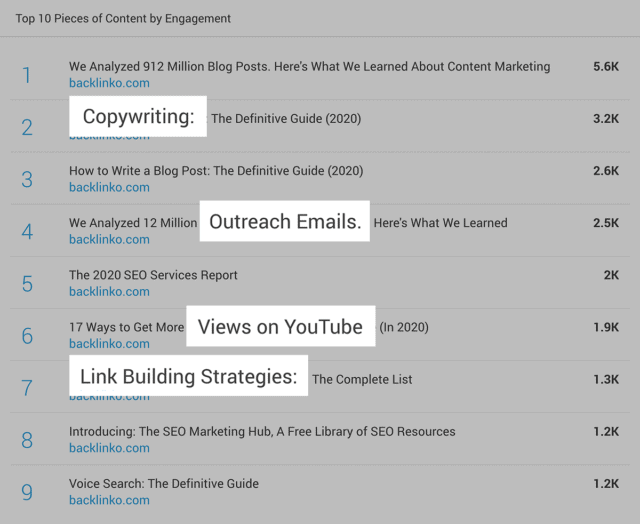 Top 10 Pieces of Content by Engagement
1 We Analyzed 912 Million Blog Posts. Here's What We Learned About Content Marketing 5.6K
backlinko.com
2 Copywriting: The Definitive Guide (2020) 3.2K
backlinko.com
3 How to Write a Blog Post: The Definitive Guide (2020) 2.6K
backlinko.com
4 We Analyzed 12 Million Outreach Emails. Here's What We Learned 2.5K
backlinko.com
5 The 2020 SEO Services Report 2K
backlinko.com
6 17 Ways to Get More Views on YouTube (In 2020) 1.9K
backlinko.com
7 Link Building Strategies: The Complete List 1.3K
backlinko.com
8 Introducing: The SEO Marketing Hub, A Free Library of SEO Resources 1.2K
backlinko.com
9 Voice Search: The Definitive Guide 1.2K
backlinko.com